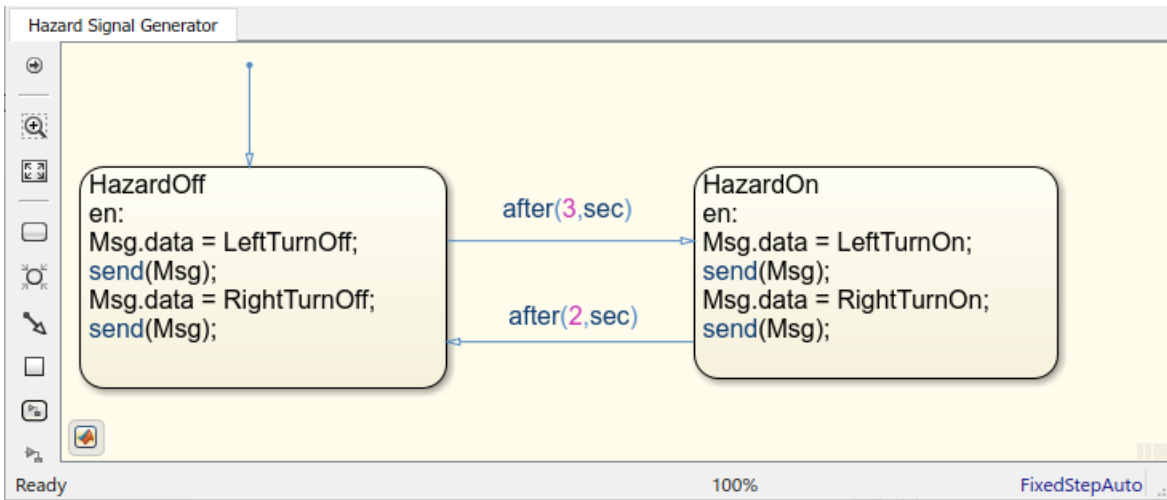 Hazard Signal Generator
HazardOff
en:
Msg.data = LeftTurnOff;
send(Msg);
Msg.data = RightTurnOff;
send(Msg);
after(3,sec)
after(2,sec)
HazardOn
en:
Msg.data = LeftTurnOn;
send(Msg);
Msg.data = RightTurnOn;
send(Msg);
Ready
100%
FixedStepAuto